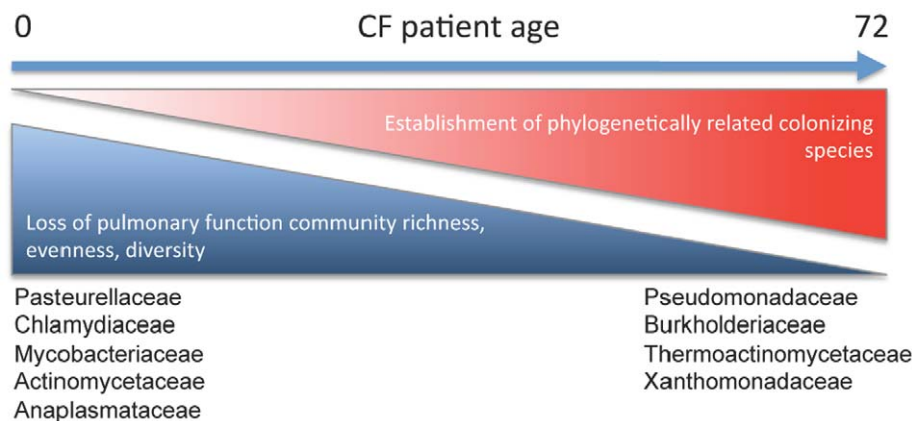 0 CF patient age 72
Establishment of phylogenetically related colonizing
species
Loss of pulmonary function community richness,
evenness, diversity
Pasteurellaceae
Chlamydiaceae
Mycobacteriaceae
Actinomycetaceae
Anaplasmataceae
Pseudomonadaceae
Burkholderiaceae
Thermoactinomycetaceae
Xanthomonadaceae